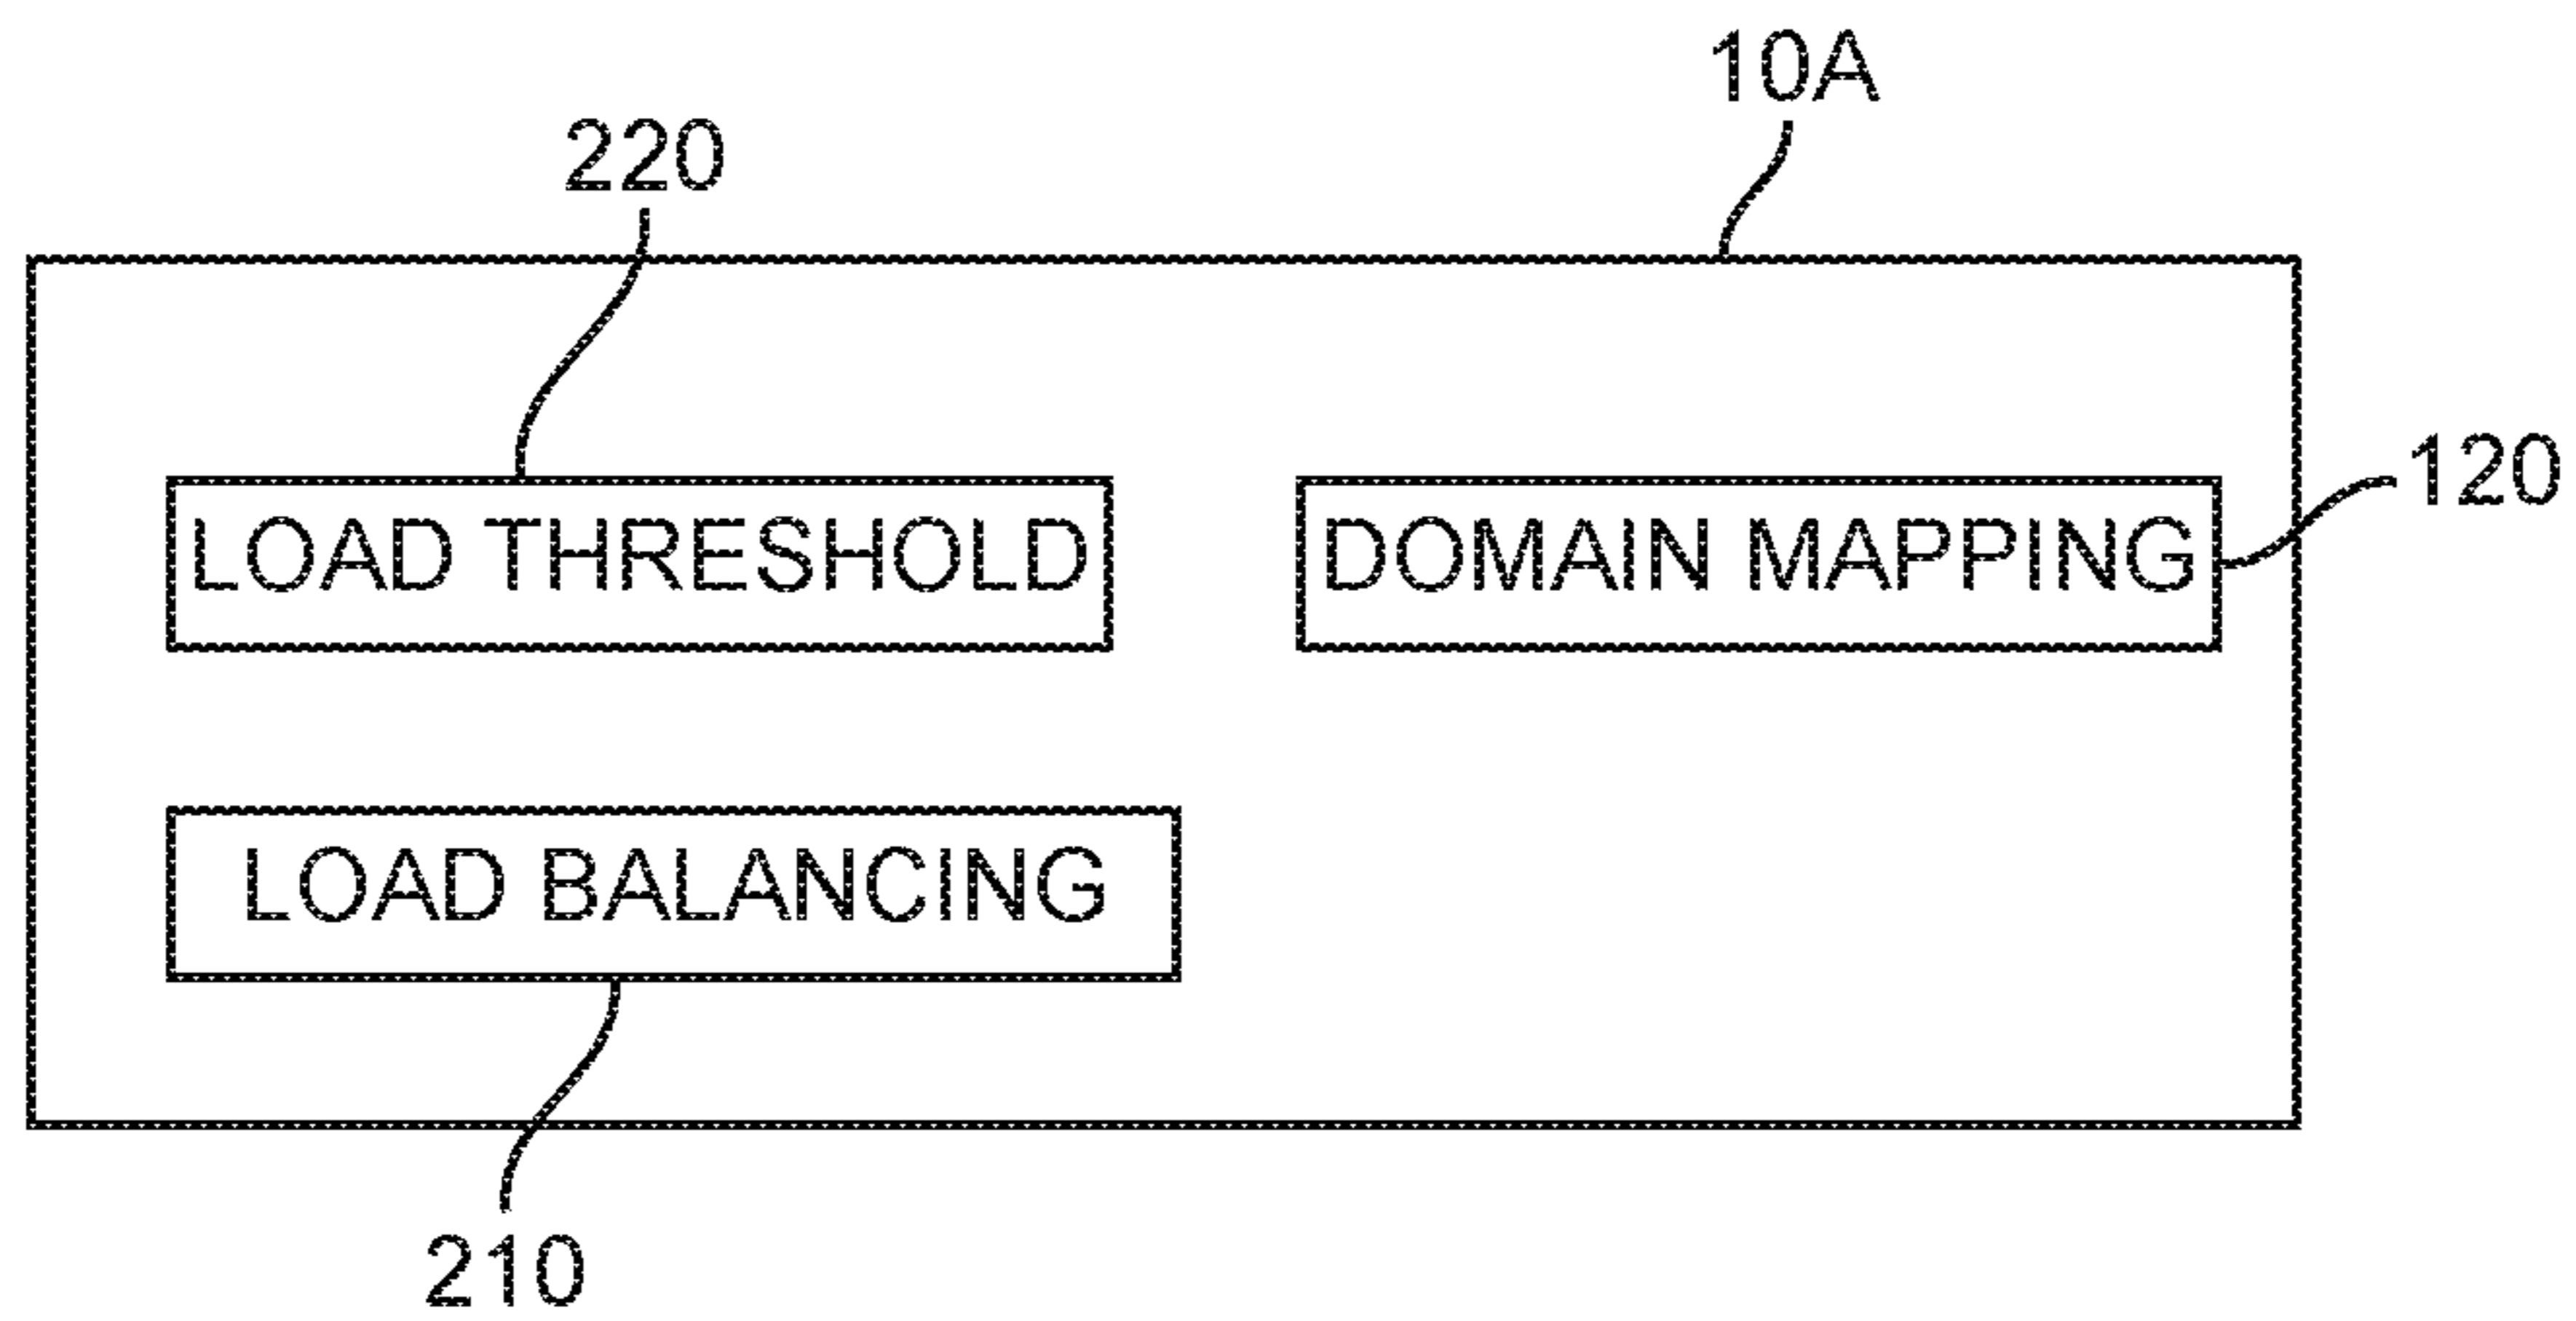 10A
220
120
LOAD THRESHOLD
DOMAIN MAPPING
LOAD BALANCING
210